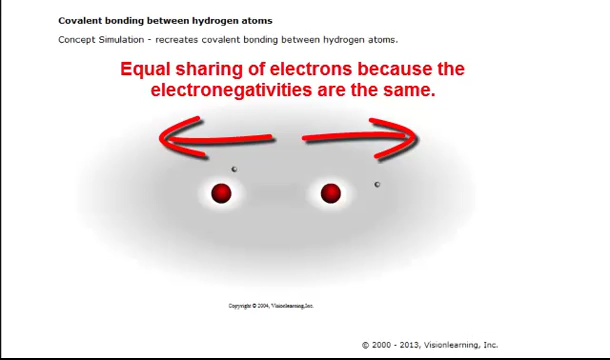 Covalent bonding between hydrogen atoms
Concept Simulation - recreates covalent bonding between hydrogen atoms.
Equal sharing of electrons because the
electronegativities are the same.
Copyright © 2004, Visionlearning,Inc.
© 2000 - 2013, Visionlearning, Inc.